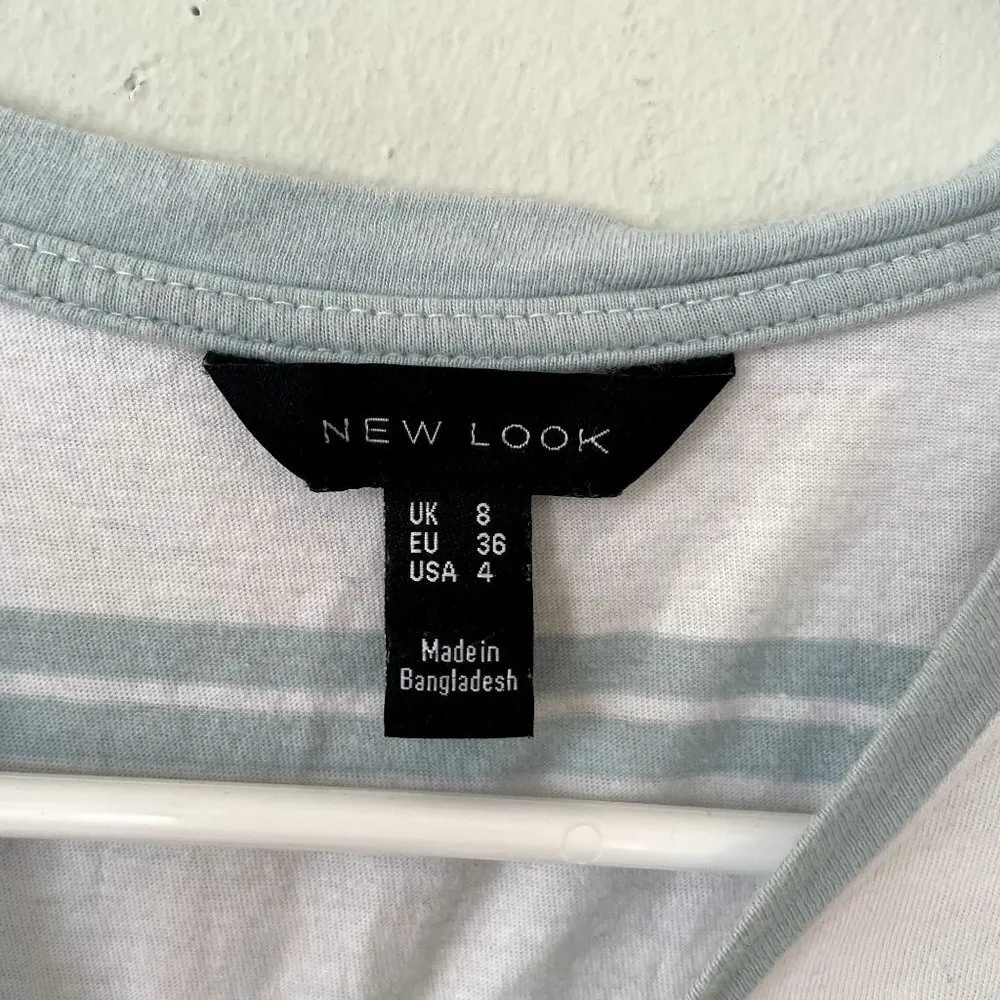 NEW LOOK
UK 8
EU 36
USA 4
Made in
Bangladesh